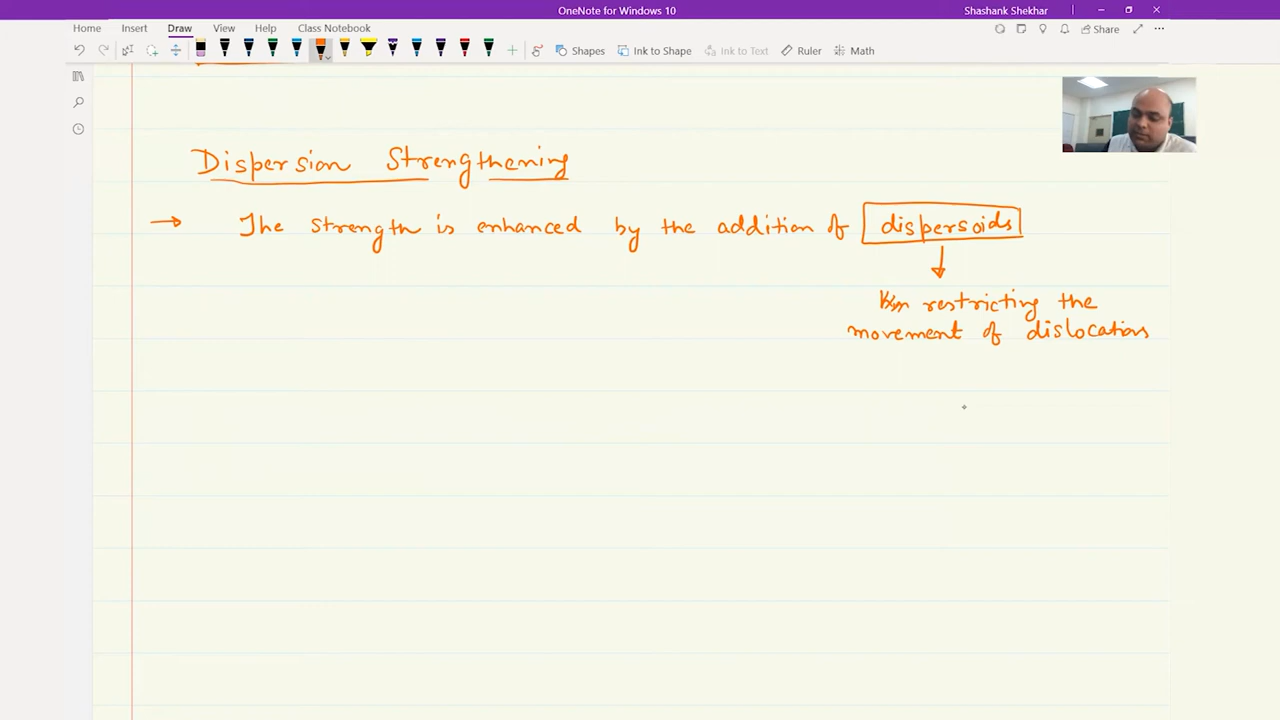 OneNote for Windows 10
Shashank Shekhar
Home Insert Draw View Help Class Notebook
Share
Shapes Ink to Shape Ink to Text Ruler Math
Dispersion Strengthening
→ The strength is enhanced by the addition of dispersoids
restricting the
movement of dislocations